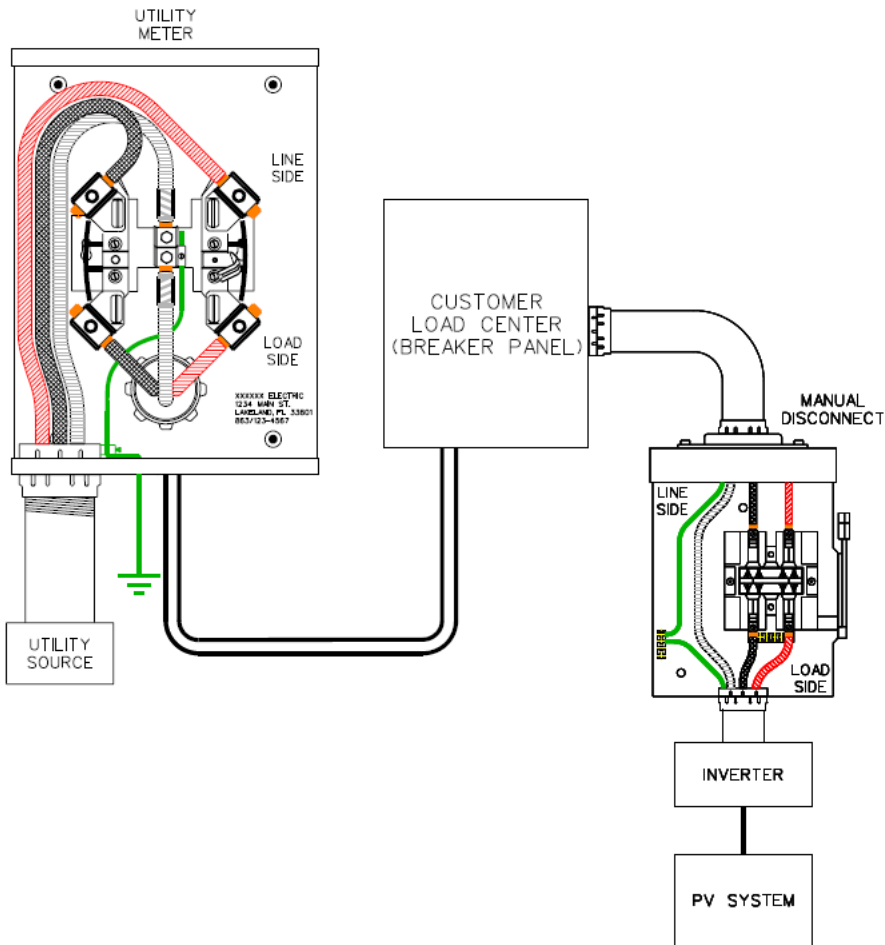 UTILITY
METER
LINE
SIDE
LOAD
SIDE
XXXXXX ELECTRIC
1234 MAIN ST.
LAKELAND, FL 33801
863/123-4567
UTILITY
SOURCE
CUSTOMER
LOAD CENTER
(BREAKER PANEL)
MANUAL
DISCONNECT
LINE
SIDE
LOAD
SIDE
INVERTER
PV SYSTEM